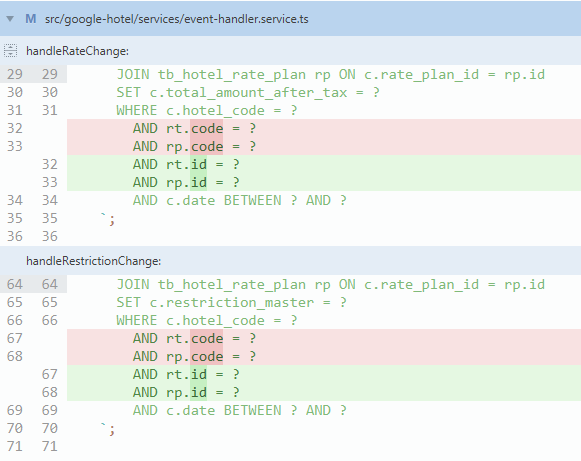 M src/google-hotel/services/event-handler.service.ts
handleRateChange:
29 29 JOIN tb_hotel_rate_plan rp ON c.rate_plan_id = rp.id
30 30 SET c.total_amount_after_tax = ?
31 31 WHERE c.hotel_code = ?
32 AND rt.code = ?
33 AND rp.code = ?
32 AND rt.id = ?
33 AND rp.id = ?
34 34 AND c.date BETWEEN ? AND ?
35 35 `;
36 36
handleRestrictionChange:
64 64 JOIN tb_hotel_rate_plan rp ON c.rate_plan_id = rp.id
65 65 SET c.restriction_master = ?
66 66 WHERE c.hotel_code = ?
67 AND rt.code = ?
68 AND rp.code = ?
67 AND rt.id = ?
68 AND rp.id = ?
69 69 AND c.date BETWEEN ? AND ?
70 70 `;
71 71